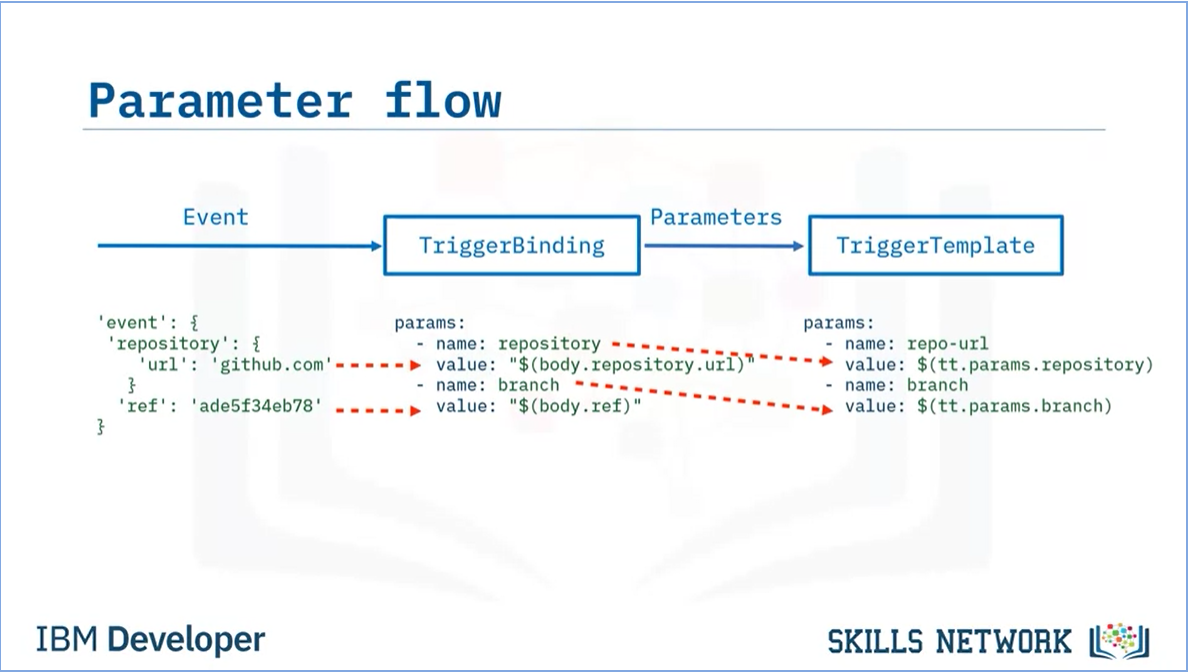 Parameter flow
Event
TriggerBinding
Parameters
TriggerTemplate
'event': {
'repository': {
'url': 'github.com'
}
'ref': 'ade5f34eb78'
}
params:
- name: repository
value: "$(body.repository.url)"
- name: branch
value: "$(body.ref)"
params:
- name: repo-url
value: $(tt.params.repository)
- name: branch
value: $(tt.params.branch)
IBM Developer
SKILLS NETWORK